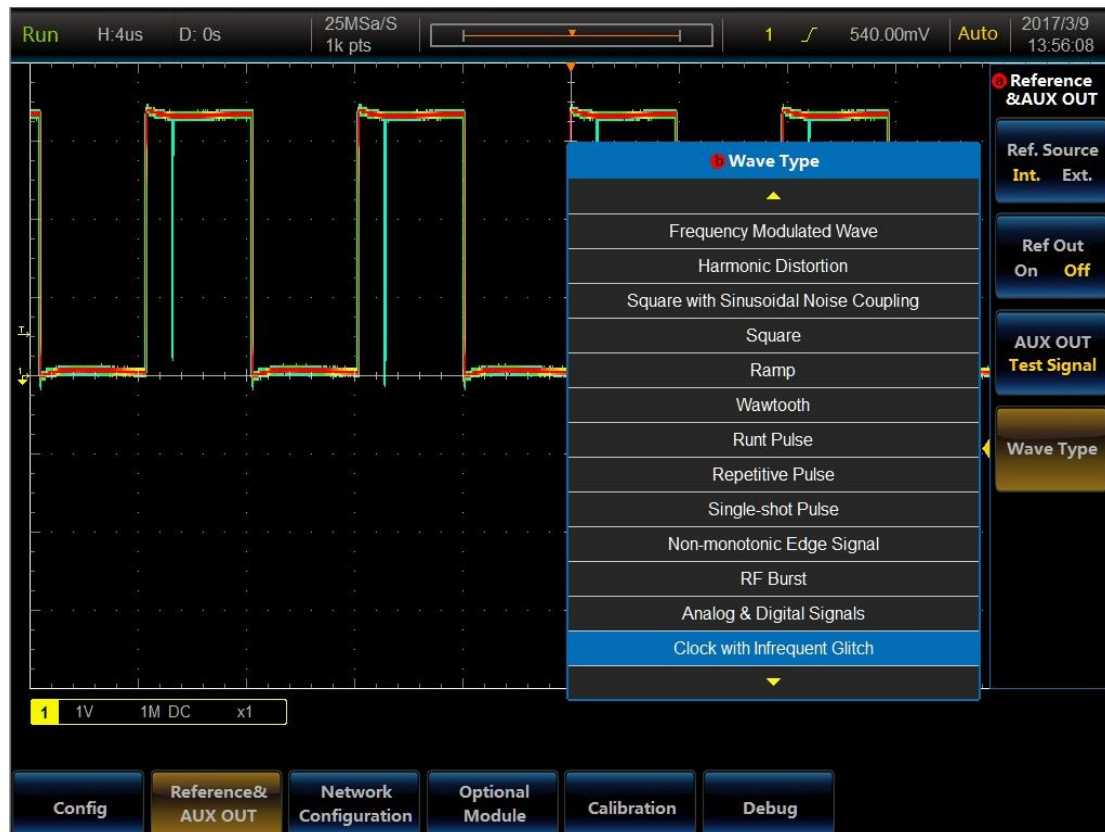 Run H:4us D: 0s 25MSa/S 1 540.00mV Auto 2017/3/9
1k pts 13:56:08
a Reference
&AUX OUT
Ref. Source
Int. Ext.
Ref Out
On Off
AUX OUT
Test Signal
Wave Type
b Wave Type
Frequency Modulated Wave
Harmonic Distortion
Square with Sinusoidal Noise Coupling
Square
Ramp
Wawtooth
Runt Pulse
Repetitive Pulse
Single-shot Pulse
Non-monotonic Edge Signal
RF Burst
Analog & Digital Signals
Clock with Infrequent Glitch
T
1
1 1V 1M DC x1
Config
Reference&
AUX OUT
Network
Configuration
Optional
Module
Calibration
Debug